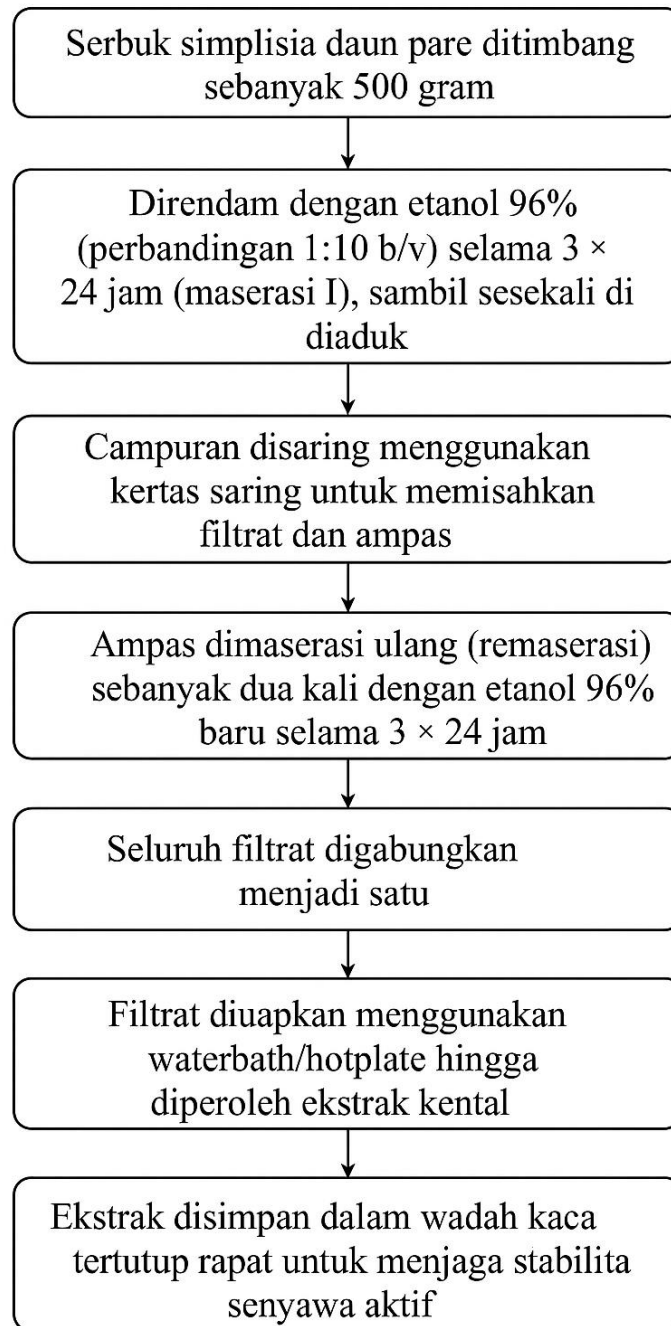 Serbuk simplisia daun pare ditimbang
sebanyak 500 gram
Direndam dengan etanol 96%
(perbandingan 1:10 b/v) selama 3 ×
24 jam (maserasi I), sambil sesekali di
diaduk
Campuran disaring menggunakan
kertas saring untuk memisahkan
filtrat dan ampas
Ampas dimaserasi ulang (remaserasi)
sebanyak dua kali dengan etanol 96%
baru selama 3 × 24 jam
Seluruh filtrat digabungkan
menjadi satu
Filtrat diuapkan menggunakan
waterbath/hotplate hingga
diperoleh ekstrak kental
Ekstrak disimpan dalam wadah kaca
tertutup rapat untuk menjaga stabilita
senyawa aktif